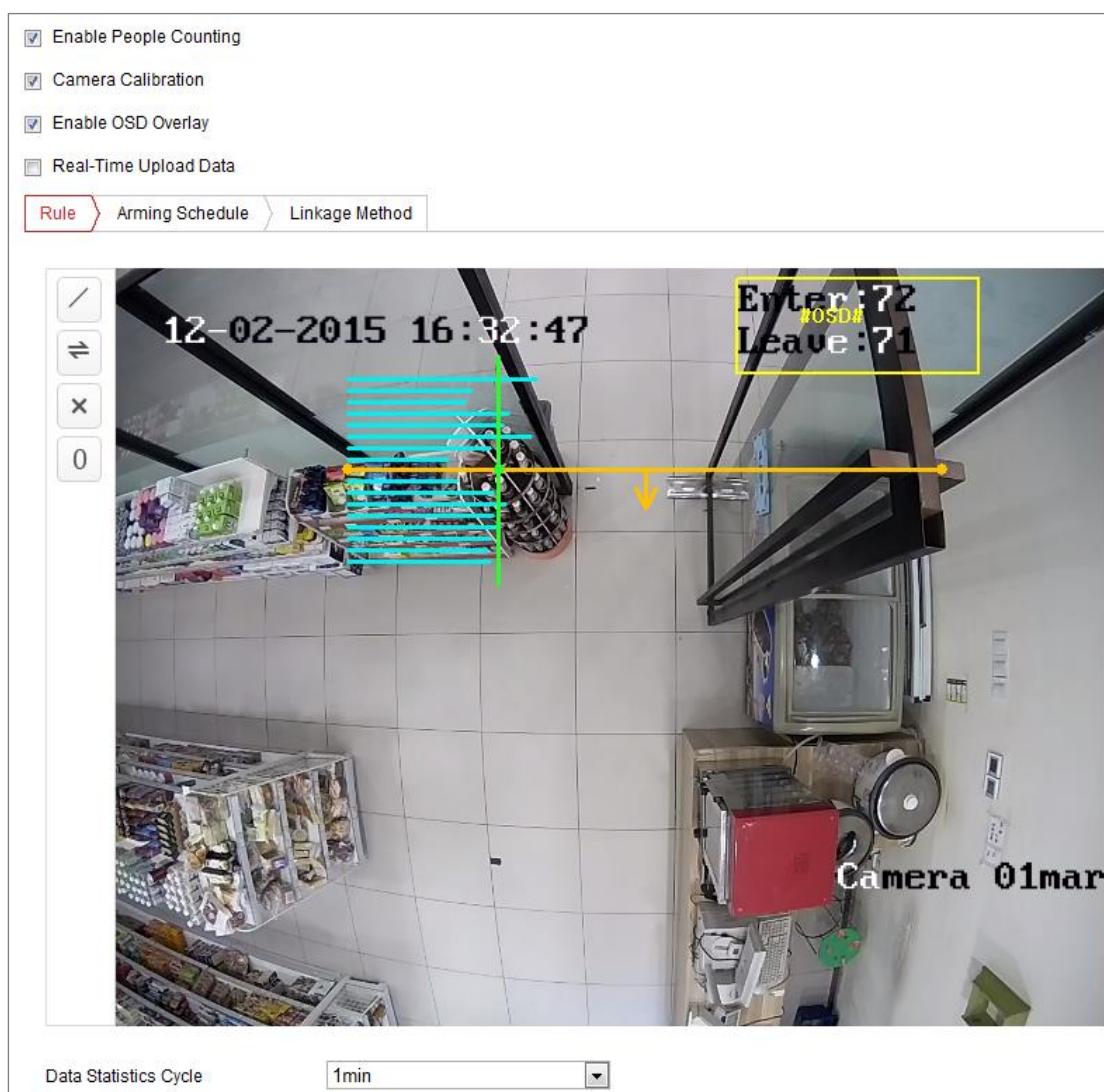 Enable People Counting
Camera Calibration
Enable OSD Overlay
Real-Time Upload Data
Rule Arming Schedule Linkage Method
12-02-2015 16:32:47
Enter:72
#OSD#
Leave:71
0
Camera 01mar
Data Statistics Cycle 1min